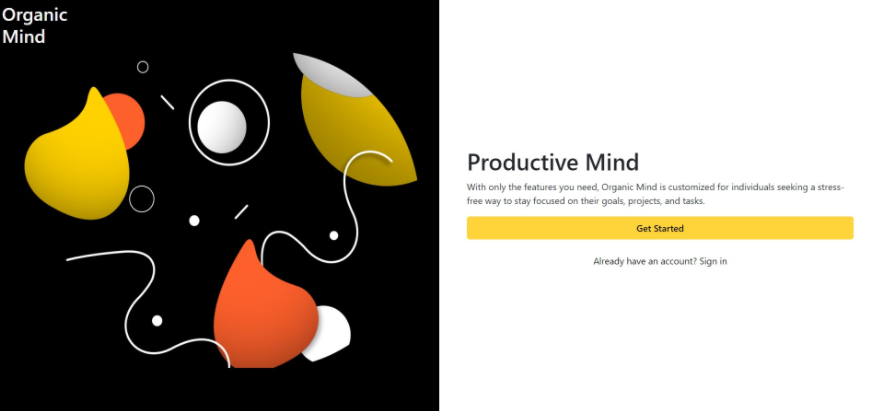 Organic
Mind
Productive Mind
With only the features you need, Organic Mind is customized for individuals seeking a stress-
free way to stay focused on their goals, projects, and tasks.
Get Started
Already have an account? Sign in